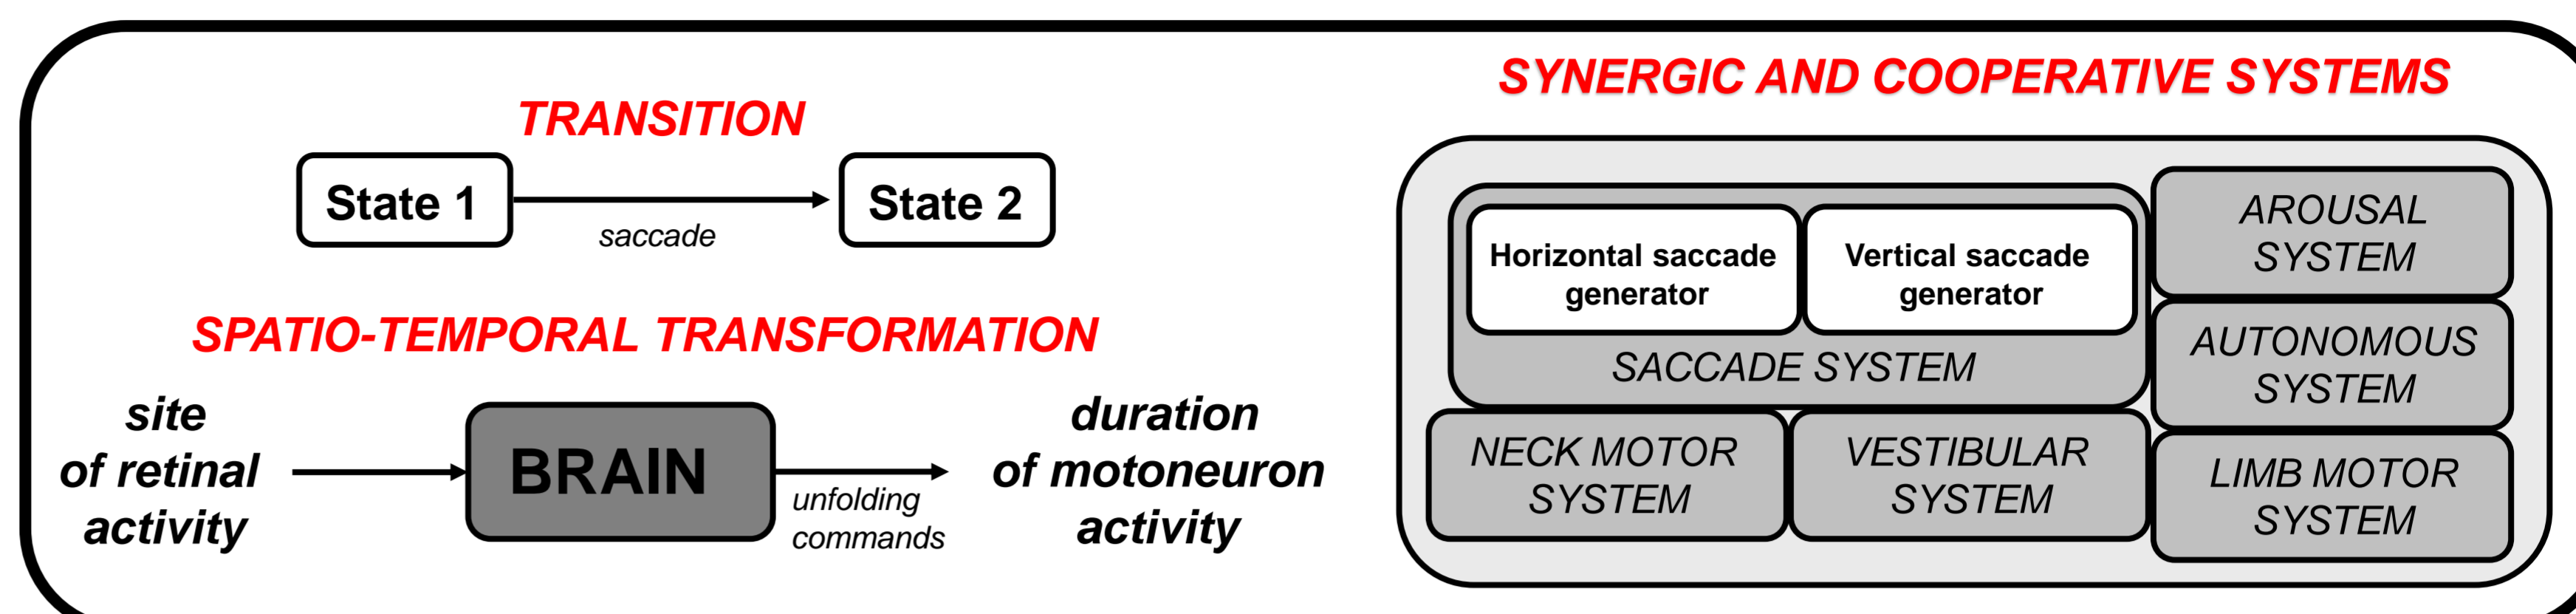 TRANSITION
State 1
State 2
saccade
SPATIO-TEMPORAL TRANSFORMATION
site
of retinal
activity
BRAIN
unfolding
commands
duration
of motoneuron
activity
SYNERGIC AND COOPERATIVE SYSTEMS
Horizontal saccade
generator
Vertical saccade
generator
SACCADE SYSTEM
NECK MOTOR
SYSTEM
VESTIBULAR
SYSTEM
AROUSAL
SYSTEM
AUTONOMOUS
SYSTEM
LIMB MOTOR
SYSTEM